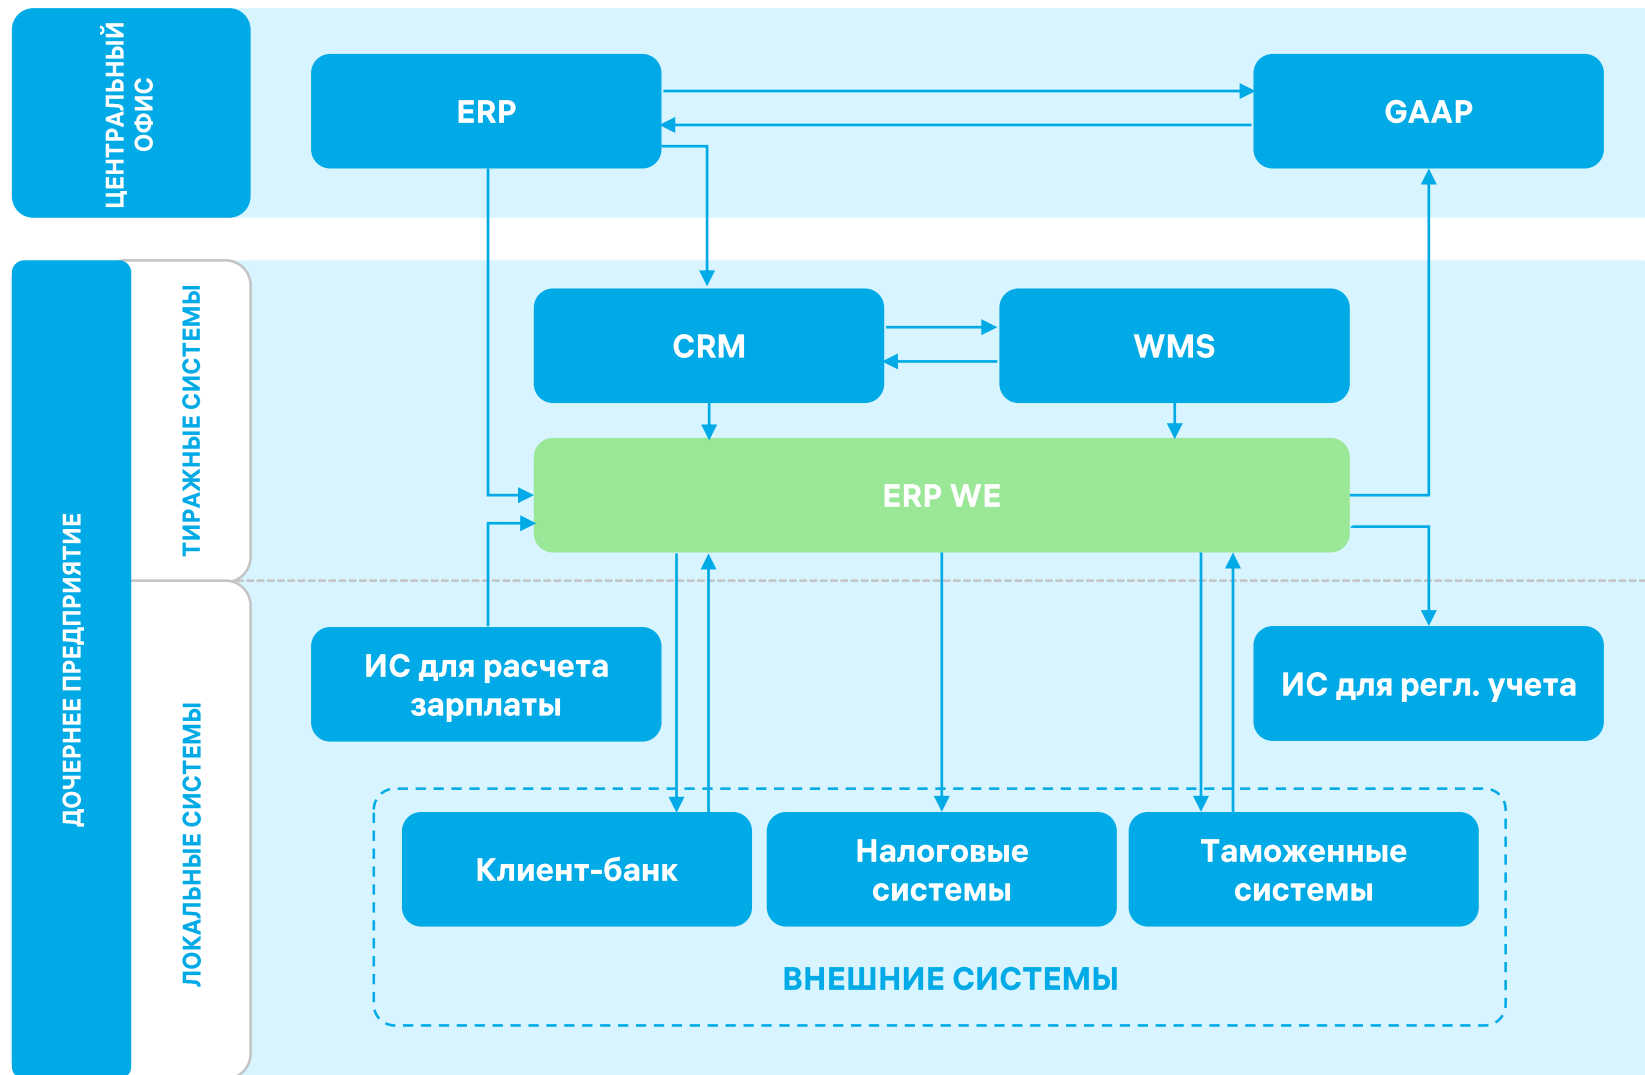 ЦЕНТРАЛЬНЫЙ
ОФИС
ERP
GAAP
ДОЧЕРНЕЕ ПРЕДПРИЯТИЕ
ТИРАЖНЫЕ СИСТЕМЫ
CRM
WMS
ERP WE
ЛОКАЛЬНЫЕ СИСТЕМЫ
ИС для расчета
зарплаты
ИС для регл. учета
Клиент-банк
Налоговые
системы
Таможенные
системы
ВНЕШНИЕ СИСТЕМЫ